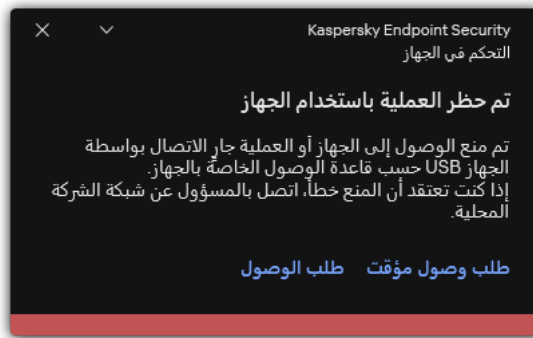 Kaspersky Endpoint Security
التحكم في الجهاز
تم حظر العملية باستخدام الجهاز
تم منع الوصول إلى الجهاز أو العملية جارٍ الاتصال بواسطة
الجهاز USB حسب قاعدة الوصول الخاصة بالجهاز.
إذا كنت تعتقد أن المنع خطأ، اتصل بالمسؤول عن شبكة الشركة
المحلية.
طلب وصول مؤقت طلب الوصول